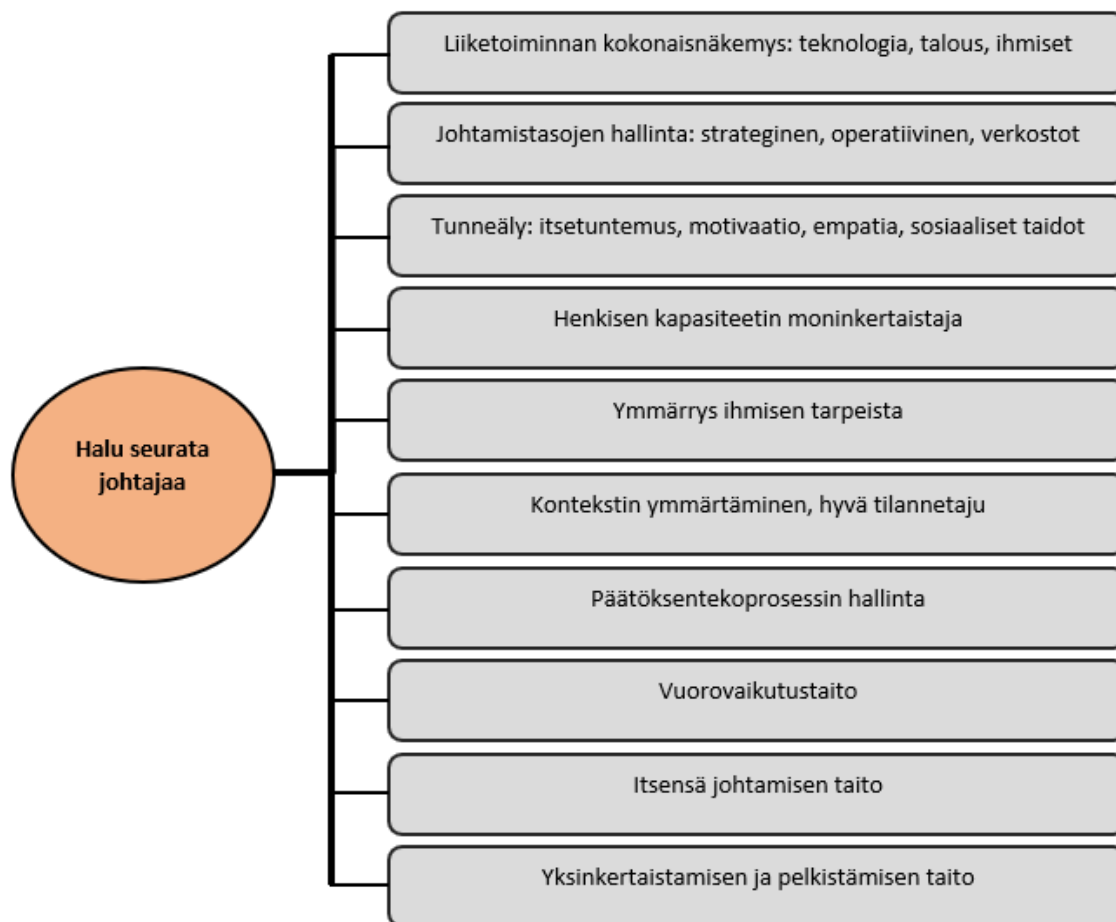 Liiketoiminnan kokonaisnäkemys: teknologia, talous, ihmiset
Johtamistasojen hallinta: strateginen, operatiivinen, verkostot
Tunneäly: itsetuntemus, motivaatio, empatia, sosiaaliset taidot
Henkisen kapasiteetin moninkertaistaja
Ymmärrys ihmisen tarpeista
Halu seurata
johtajaa
Kontekstin ymmärtäminen, hyvä tilannetaju
Päätöksentekoprosessin hallinta
Vuorovaikutustaito
Itsensä johtamisen taito
Yksinkertaistamisen ja pelkistämisen taito